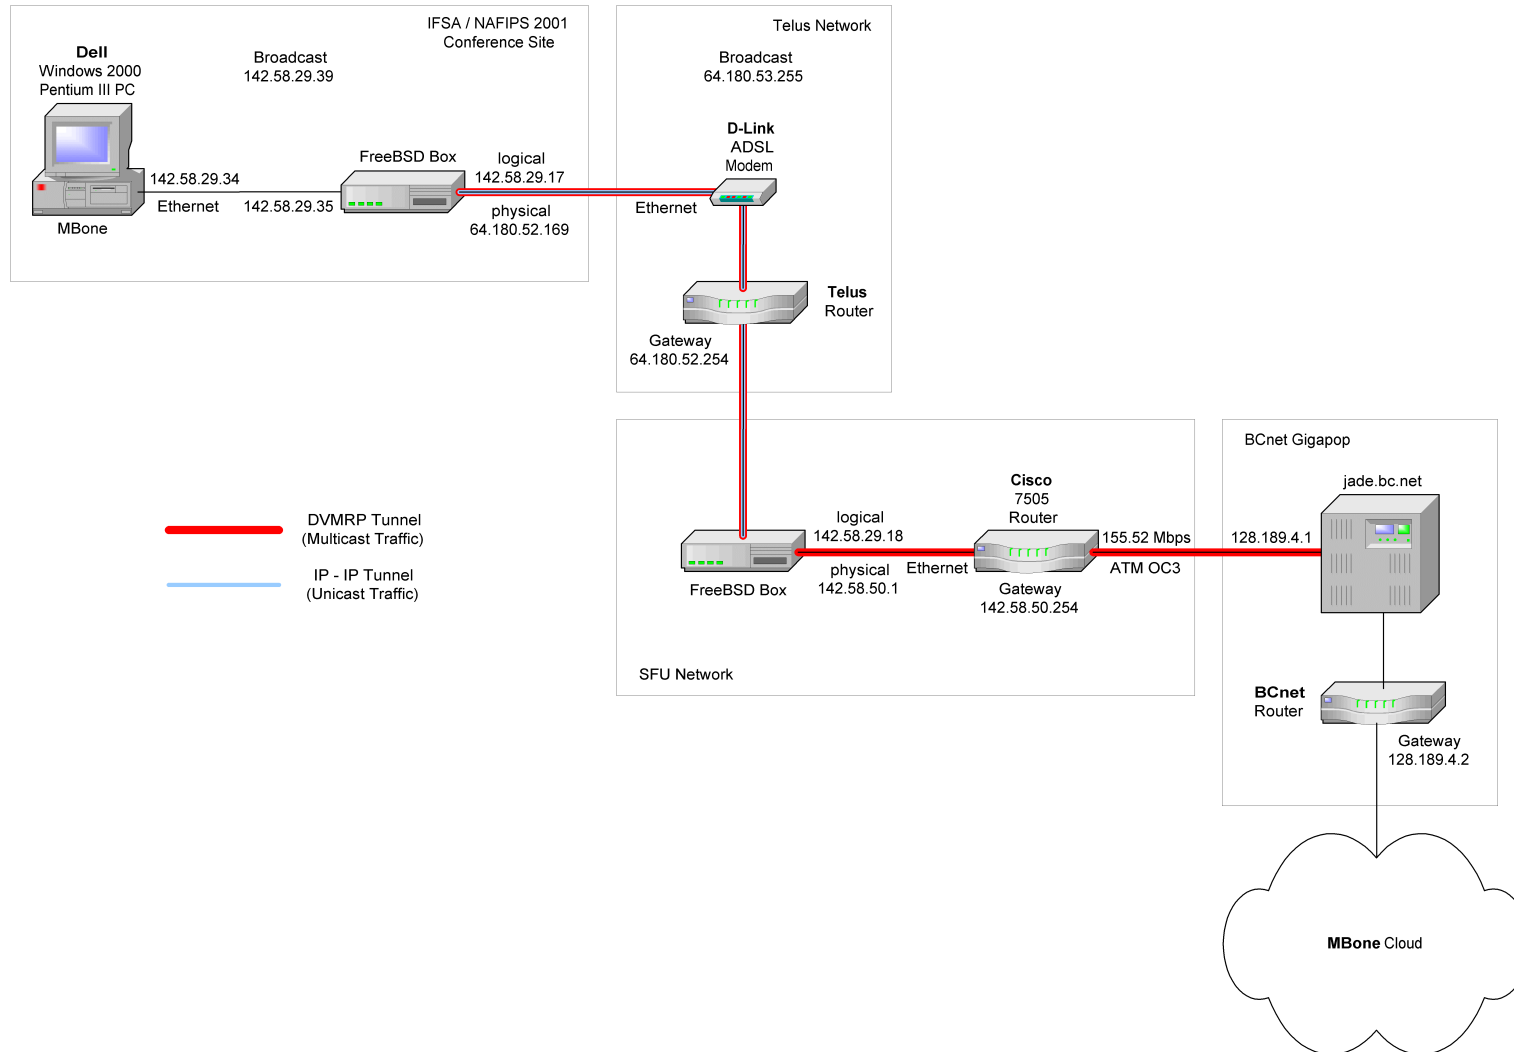 IFSA / NAFIPS 2001
Conference Site
Dell
Windows 2000
Pentium III PC
Broadcast
142.58.29.39
FreeBSD Box
logical
142.58.29.17
142.58.29.34
Ethernet
142.58.29.35
physical
64.180.52.169
MBone
Telus Network
Broadcast
64.180.53.255
D-Link
ADSL
Modem
Ethernet
Telus
Router
Gateway
64.180.52.254
DVMRP Tunnel
(Multicast Traffic)
IP - IP Tunnel
(Unicast Traffic)
Cisco
7505
Router
logical
142.58.29.18
physical
142.58.50.1
Ethernet
155.52 Mbps
ATM OC3
FreeBSD Box
Gateway
142.58.50.254
SFU Network
BCnet Gigapop
jade.bc.net
128.189.4.1
BCnet
Router
Gateway
128.189.4.2
MBone Cloud